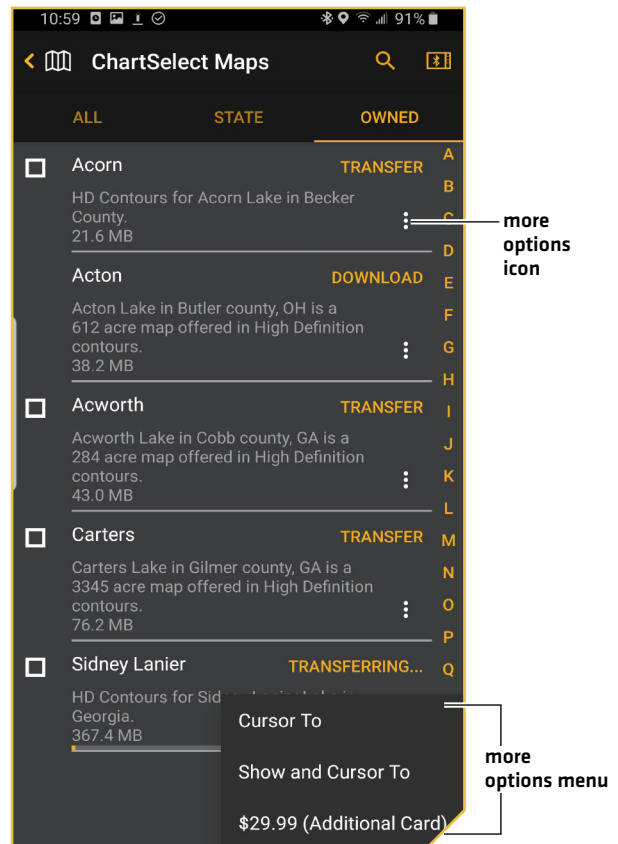 10:59 91%
ChartSelect Maps
ALL STATE OWNED
Acorn TRANSFER
HD Contours for Acorn Lake in Becker
County.
21.6 MB
Acton DOWNLOAD
Acton Lake in Butler county, OH is a
612 acre map offered in High Definition
contours.
38.2 MB
Acworth TRANSFER
Acworth Lake in Cobb county, GA is a
284 acre map offered in High Definition
contours.
43.0 MB
Carters TRANSFER
Carters Lake in Gilmer county, GA is a
3345 acre map offered in High Definition
contours.
76.2 MB
Sidney Lanier TRANSFERRING...
HD Contours for Sid
Georgia.
367.4 MB
Cursor To
Show and Cursor To
$29.99 (Additional Card)
A
B
C
D
E
F
G
H
I
J
K
L
M
N
O
P
Q
more
options
icon
more
options menu